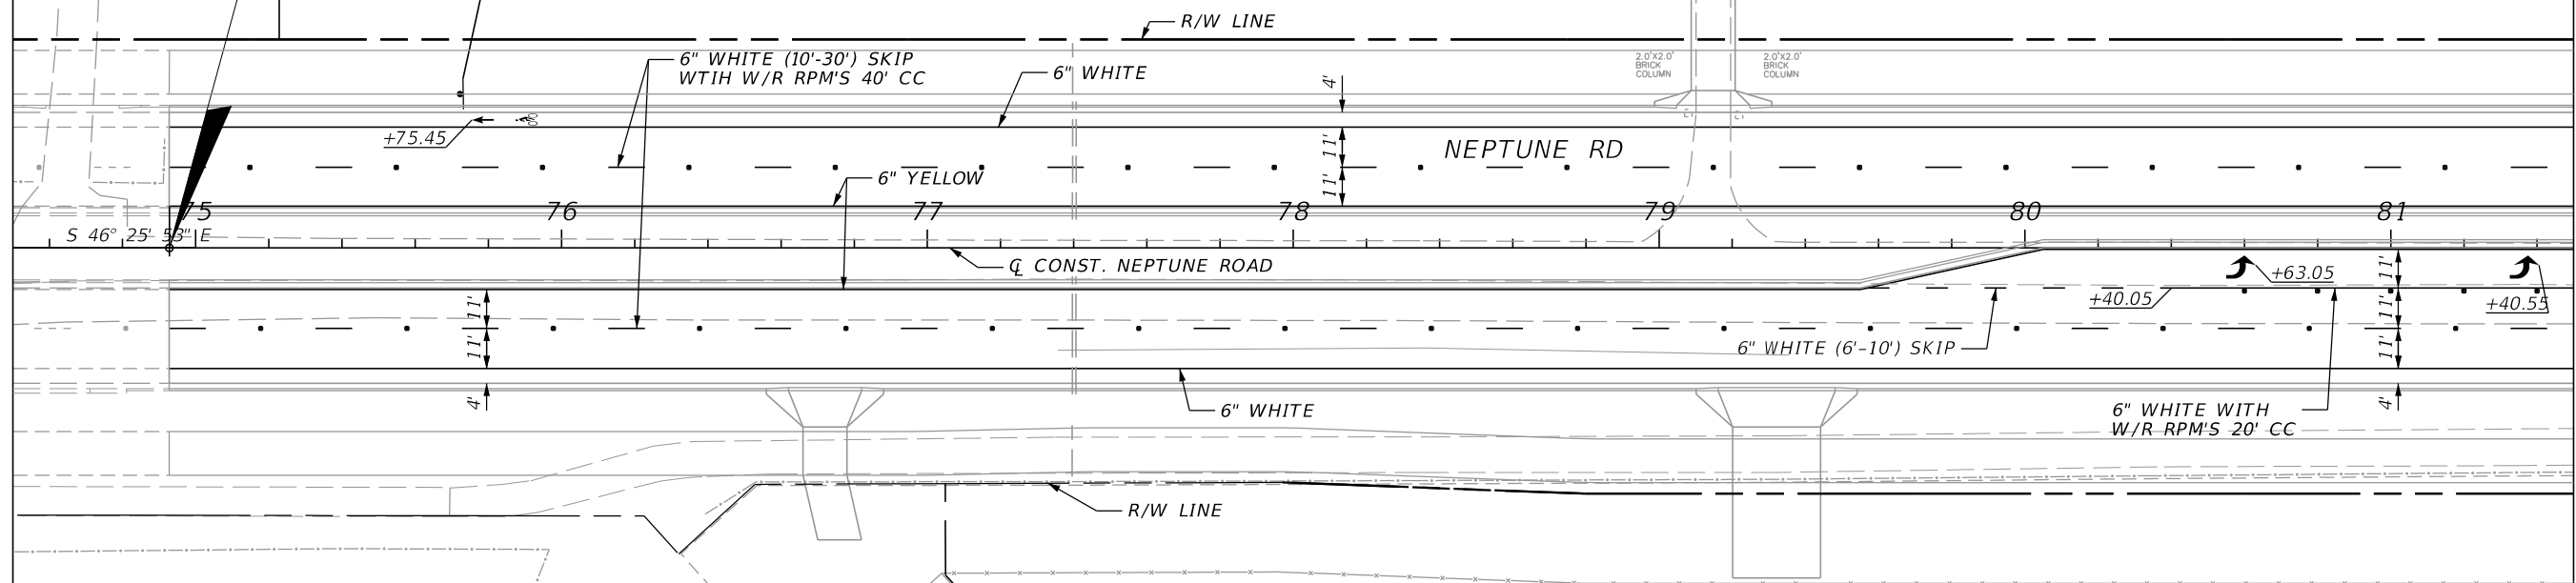 R/W LINE
6" WHITE (10'-30') SKIP
WTIH W/R RPM'S 40' CC
6" WHITE
4'
2.0'X2.0'
BRICK
COLUMN
2.0'X2.0'
BRICK
COLUMN
+75.45
11'
11'
NEPTUNE RD
6" YELLOW
75
76
77
78
79
80
81
S 46° 25' 53" E
℄ CONST. NEPTUNE ROAD
+63.05
+40.05
+40.55
11'
11'
4'
11'
11'
11'
4'
6" WHITE (6'-10') SKIP
6" WHITE
6" WHITE WITH
W/R RPM'S 20' CC
R/W LINE